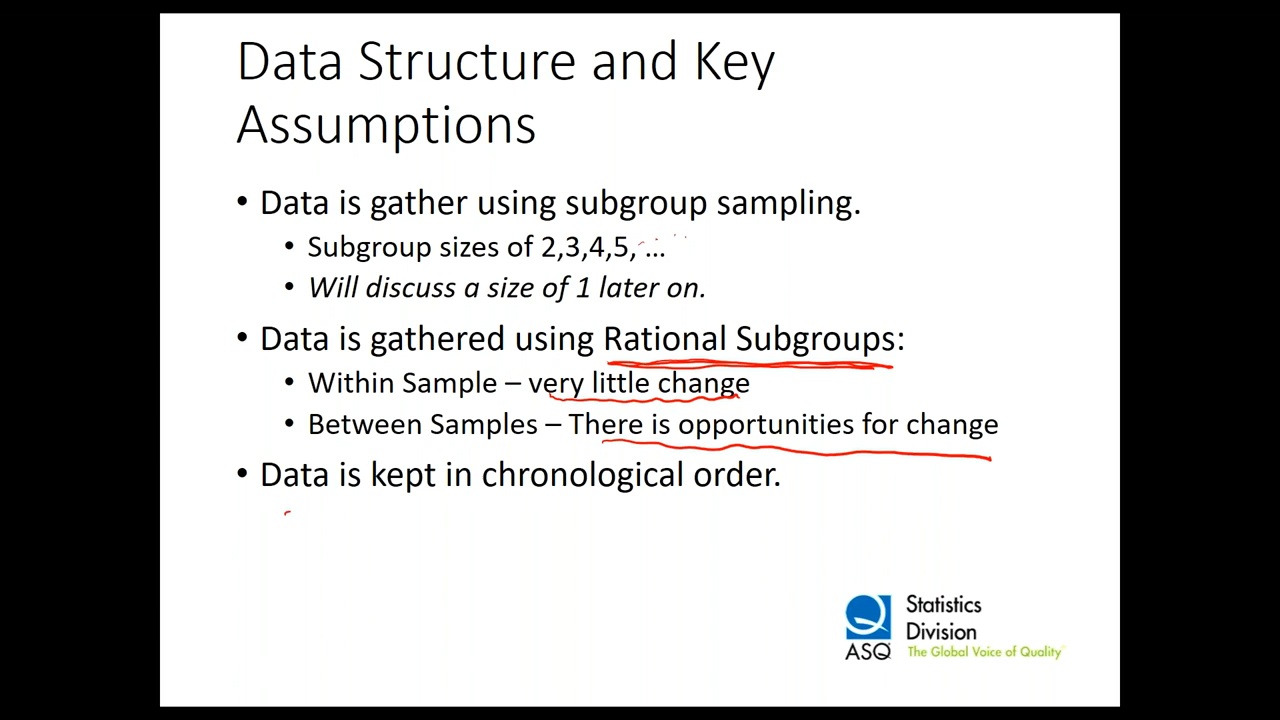 Data Structure and Key
Assumptions
• Data is gather using subgroup sampling.
• Subgroup sizes of 2,3,4,5, ...
• Will discuss a size of 1 later on.
• Data is gathered using Rational Subgroups:
• Within Sample – very little change
• Between Samples – There is opportunities for change
• Data is kept in chronological order.
Statistics
Division
ASQ The Global Voice of Quality